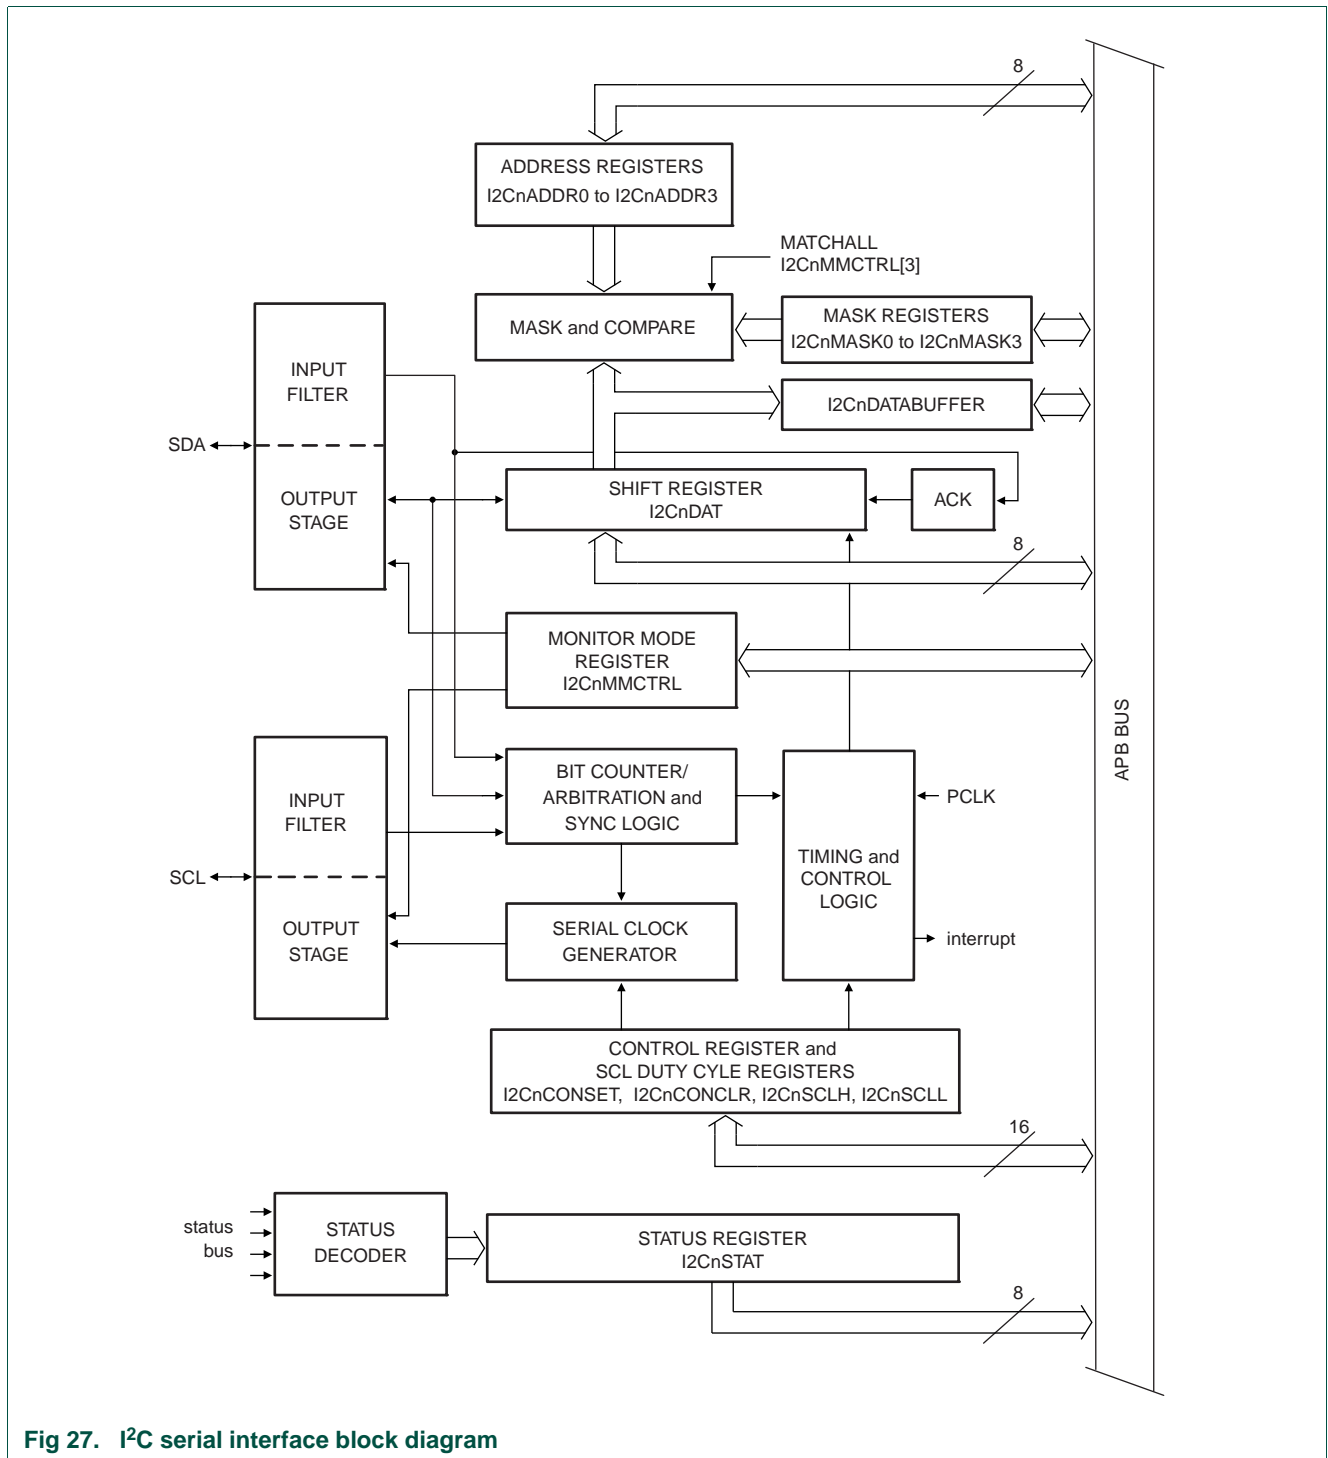 8
ADDRESS REGISTERS
I2CnADDR0 to I2CnADDR3
MATCHALL
I2CnMMCTRL[3]
MASK and COMPARE
MASK REGISTERS
I2CnMASK0 to I2CnMASK3
I2CnDATABUFFER
INPUT
FILTER
SDA
OUTPUT
STAGE
SHIFT REGISTER
I2CnDAT
ACK
8
MONITOR MODE
REGISTER
I2CnMMCTRL
APB BUS
BIT COUNTER/
ARBITRATION and
SYNC LOGIC
PCLK
INPUT
FILTER
SCL
OUTPUT
STAGE
TIMING and
CONTROL
LOGIC
SERIAL CLOCK
GENERATOR
interrupt
CONTROL REGISTER and
SCL DUTY CYLE REGISTERS
I2CnCONSET, I2CnCONCLR, I2CnSCLH, I2CnSCLL
16
status
bus
STATUS
DECODER
STATUS REGISTER
I2CnSTAT
8
Fig 27. I²C serial interface block diagram